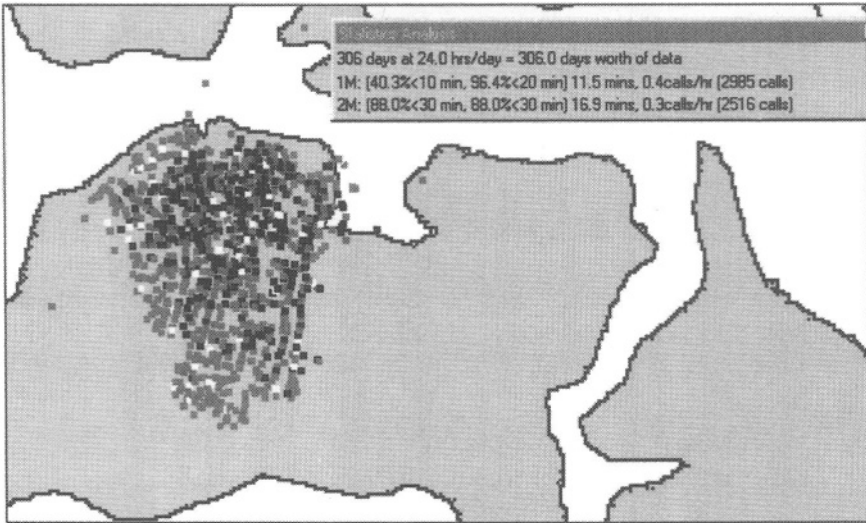 Statistics Analysis
306 days at 24.0 hrs/day = 306.0 days worth of data
1M: (40.3%<10 min, 96.4%<20 min) 11.5 mins, 0.4calls/hr (2985 calls)
2M: (88.0%<30 min, 88.0%<30 min) 16.9 mins, 0.3calls/hr (2516 calls)